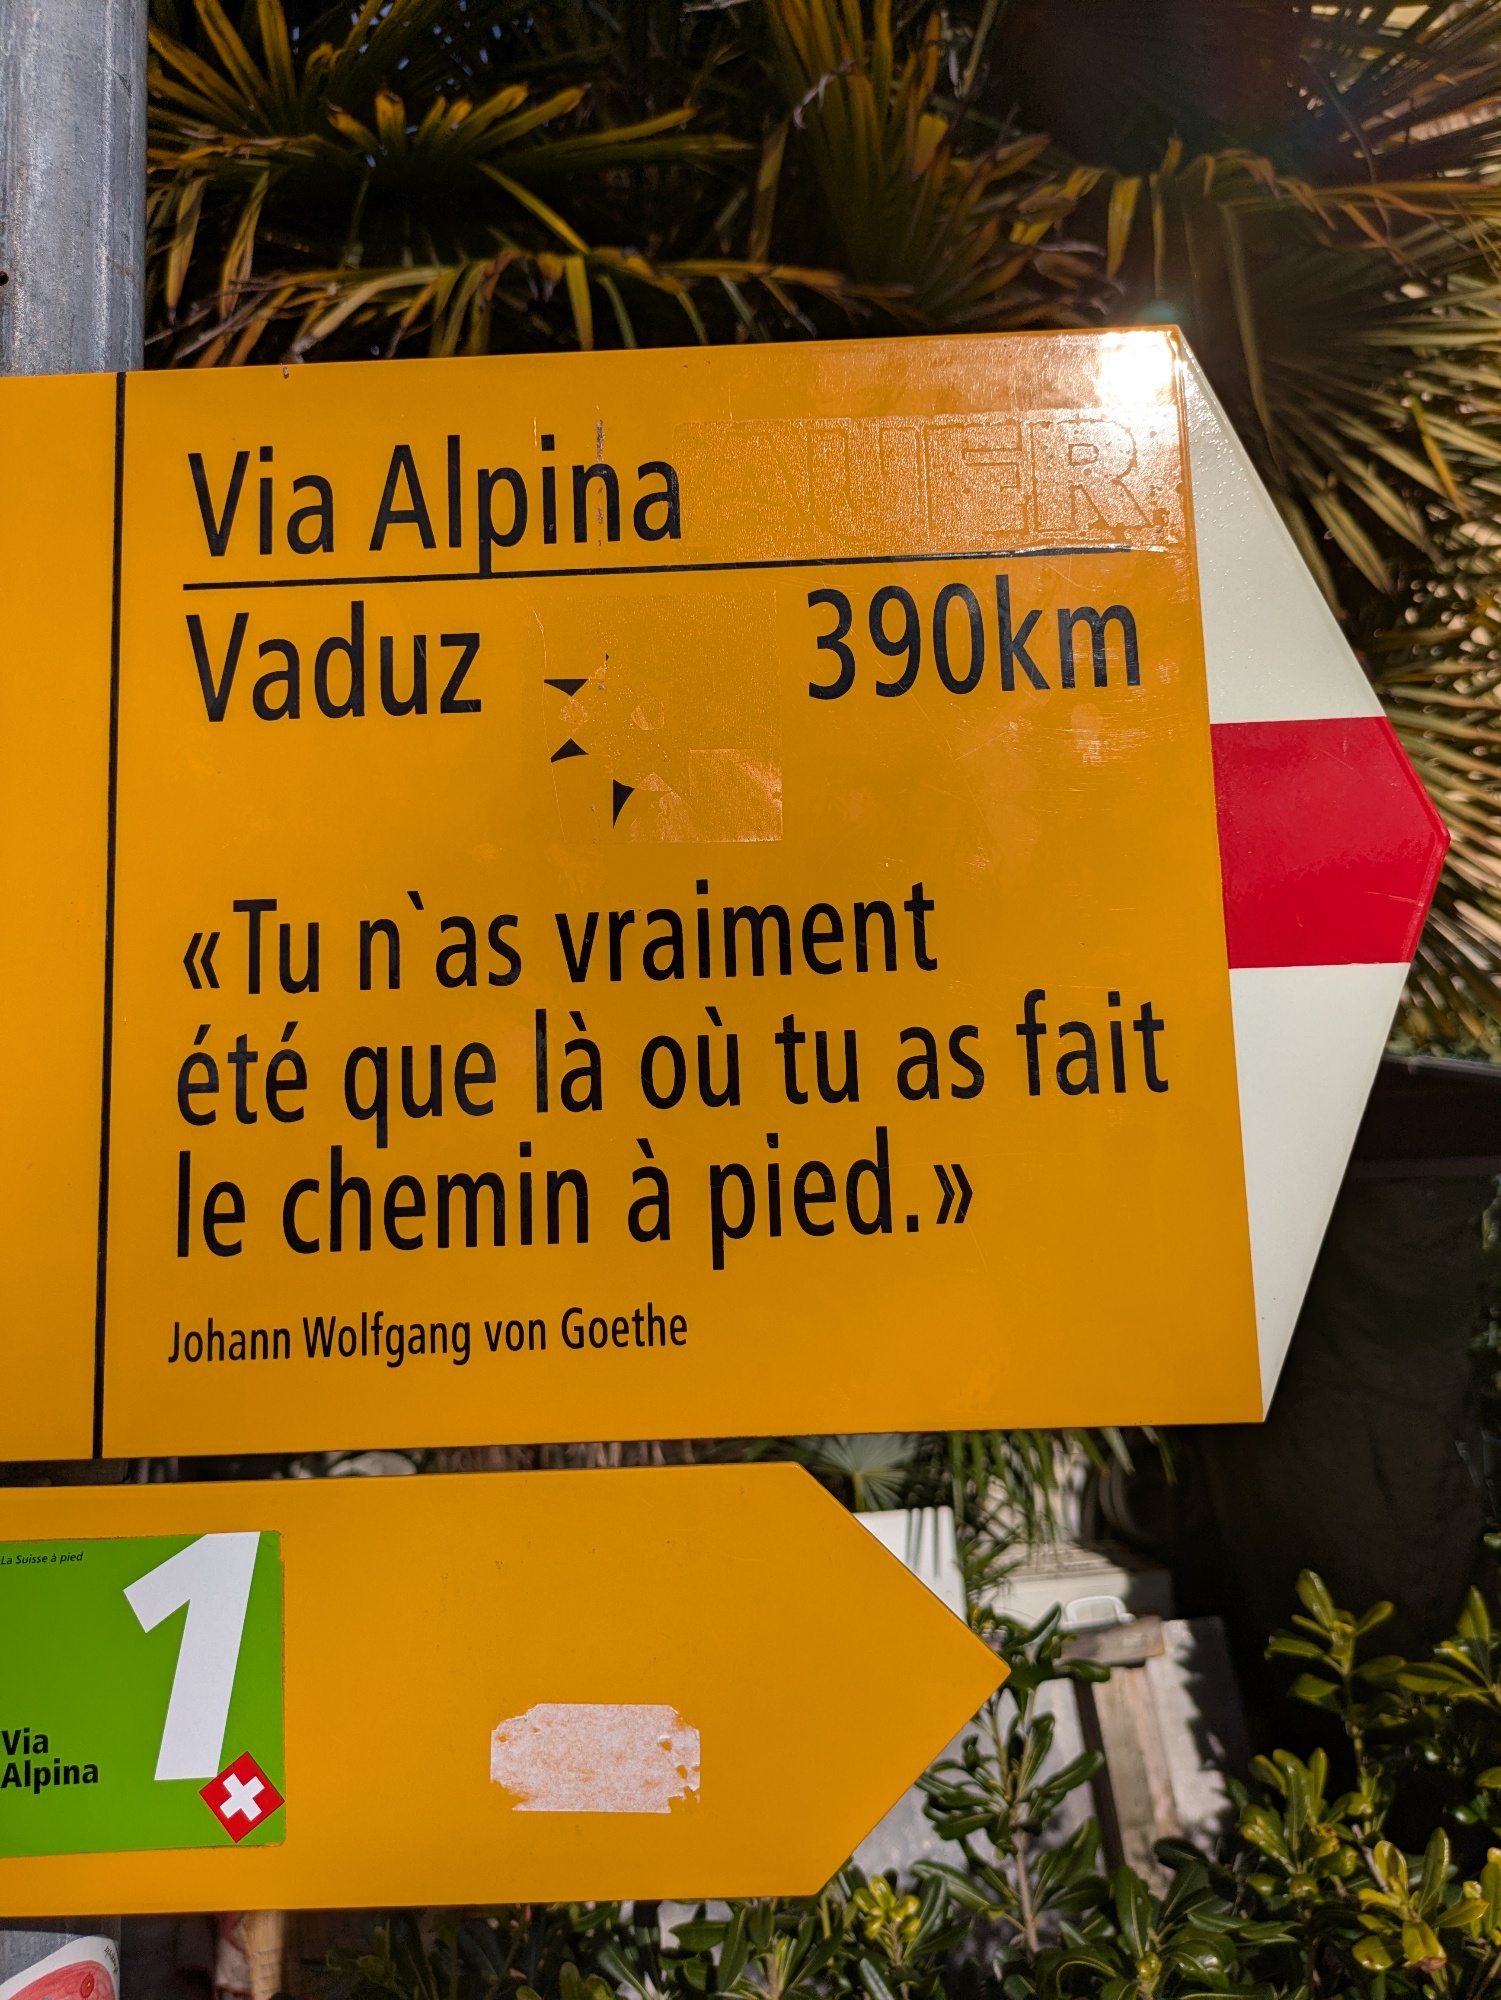 Via Alpina
Vaduz 390km
«Tu n`as vraiment
été que là où tu as fait
le chemin à pied.»
Johann Wolfgang von Goethe
La Suisse à pied
1
Via
Alpina